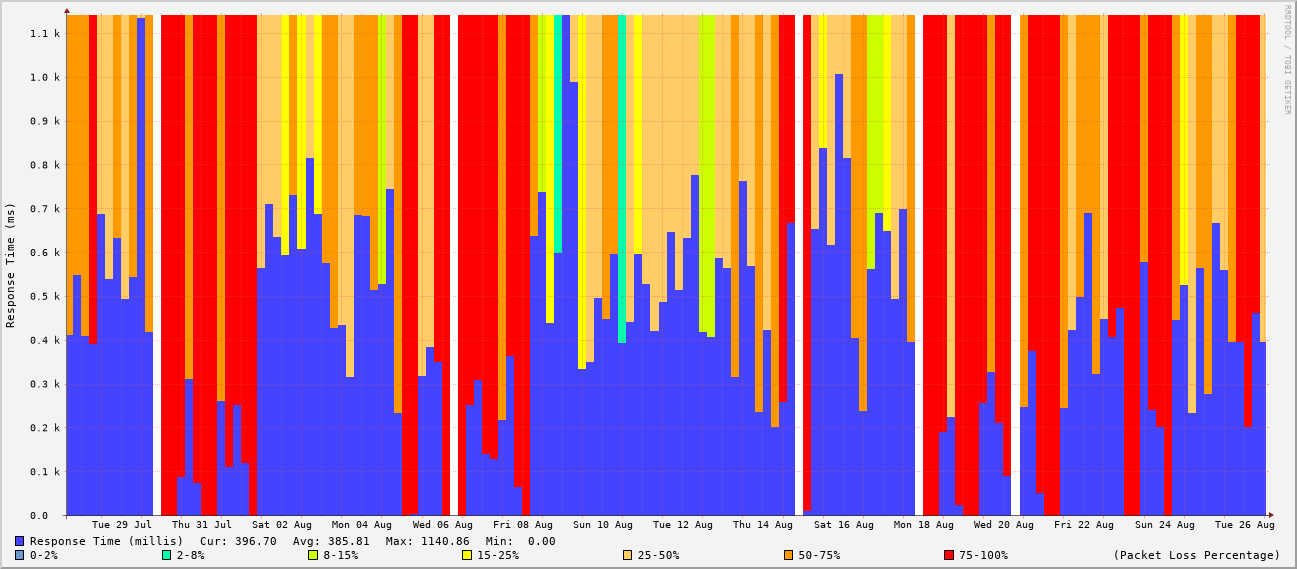 RRDTOOL / TOBI OETIKER
Response Time (ms)
1.1 k
1.0 k
0.9 k
0.8 k
0.7 k
0.6 k
0.5 k
0.4 k
0.3 k
0.2 k
0.1 k
0.0
Tue 29 Jul Thu 31 Jul Sat 02 Aug Mon 04 Aug Wed 06 Aug Fri 08 Aug Sun 10 Aug Tue 12 Aug Thu 14 Aug Sat 16 Aug Mon 18 Aug Wed 20 Aug Fri 22 Aug Sun 24 Aug Tue 26 Aug
Response Time (millis) Cur: 396.70 Avg: 385.81 Max: 1140.86 Min: 0.00
0-2% 2-8% 8-15% 15-25% 25-50% 50-75% 75-100% (Packet Loss Percentage)